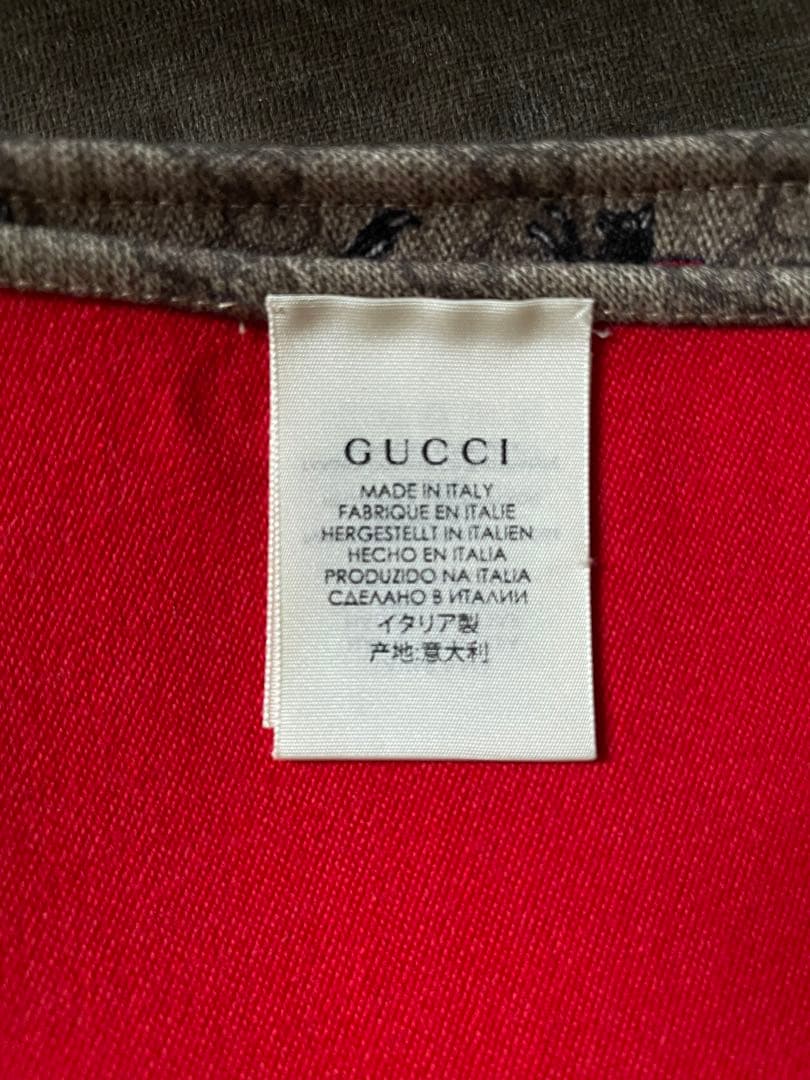 GUCCI
MADE IN ITALY
FABRIQUE EN ITALIE
HERGESTELLT IN ITALIEN
HECHO EN ITALIA
PRODUZIDO NA ITALIA
СДЕЛАНО В ИТАЛИИ
イタリア製
产地:意大利